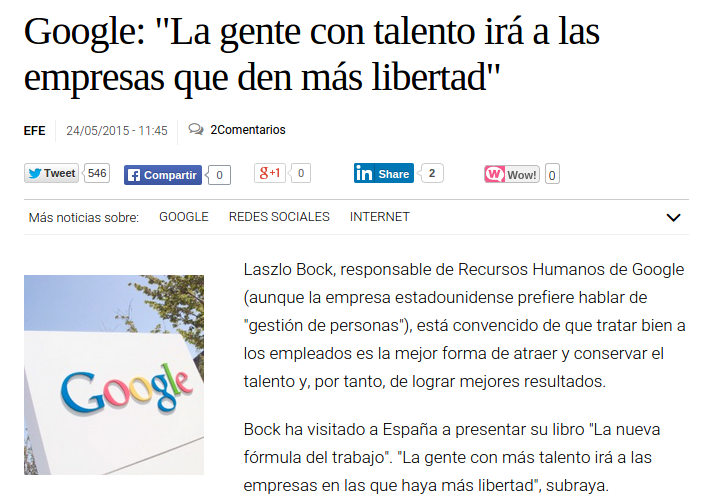 Google: "La gente con talento irá a las
empresas que den más libertad"
EFE 24/05/2015 - 11:45 2Comentarios
Tweet 546 Compartir 0 g+1 0 in Share 2 W Wow! 0
Más noticias sobre: GOOGLE REDES SOCIALES INTERNET
Laszlo Bock, responsable de Recursos Humanos de Google
(aunque la empresa estadounidense prefiere hablar de
"gestión de personas"), está convencido de que tratar bien a
los empleados es la mejor forma de atraer y conservar el
talento y, por tanto, de lograr mejores resultados.
Google
Bock ha visitado a España a presentar su libro "La nueva
fórmula del trabajo". "La gente con más talento irá a las
empresas en las que haya más libertad", subraya.